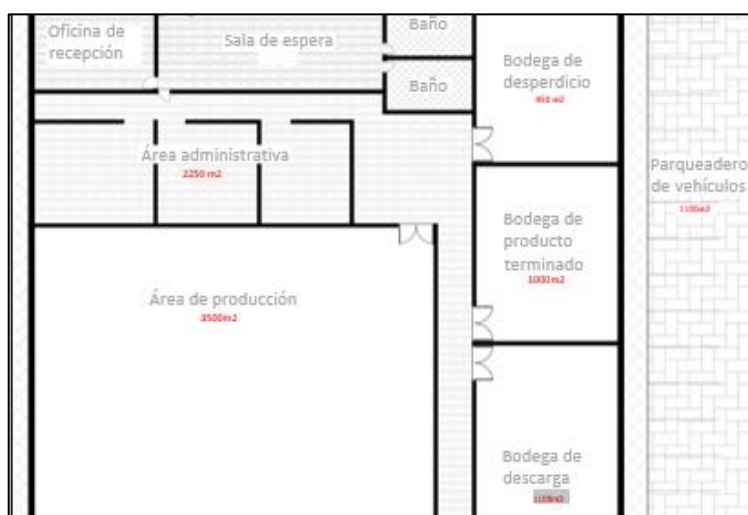 Oficina de
recepción
Sala de espera
Baño
Baño
Bodega de
desperdicio
Área administrativa
2250 m2
Parqueadero
de vehículos
1100m2
Bodega de
producto
terminado
1000m2
Área de producción
3500m2
Bodega de
descarga